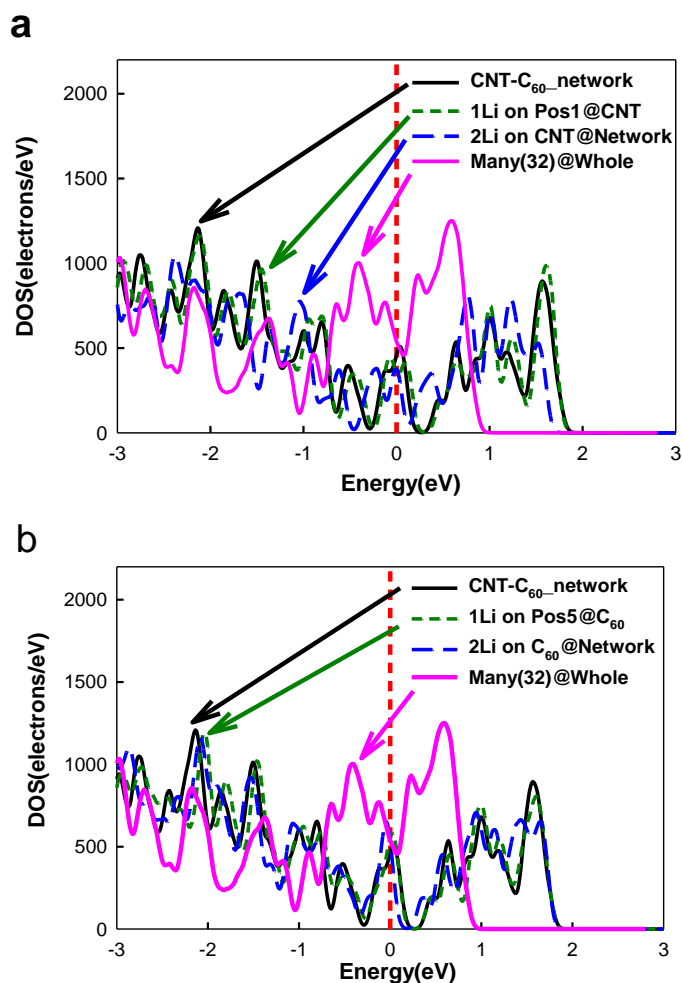 a
DOS(electrons/eV)
2000
1500
1000
500
0
CNT-C60_network
1Li on Pos1@CNT
2Li on CNT@Network
Many(32)@Whole
-3 -2 -1 0 1 2 3
Energy(eV)
b
DOS(electrons/eV)
2000
1500
1000
500
0
CNT-C60_network
1Li on Pos5@C60
2Li on C60@Network
Many(32)@Whole
-3 -2 -1 0 1 2 3
Energy(eV)